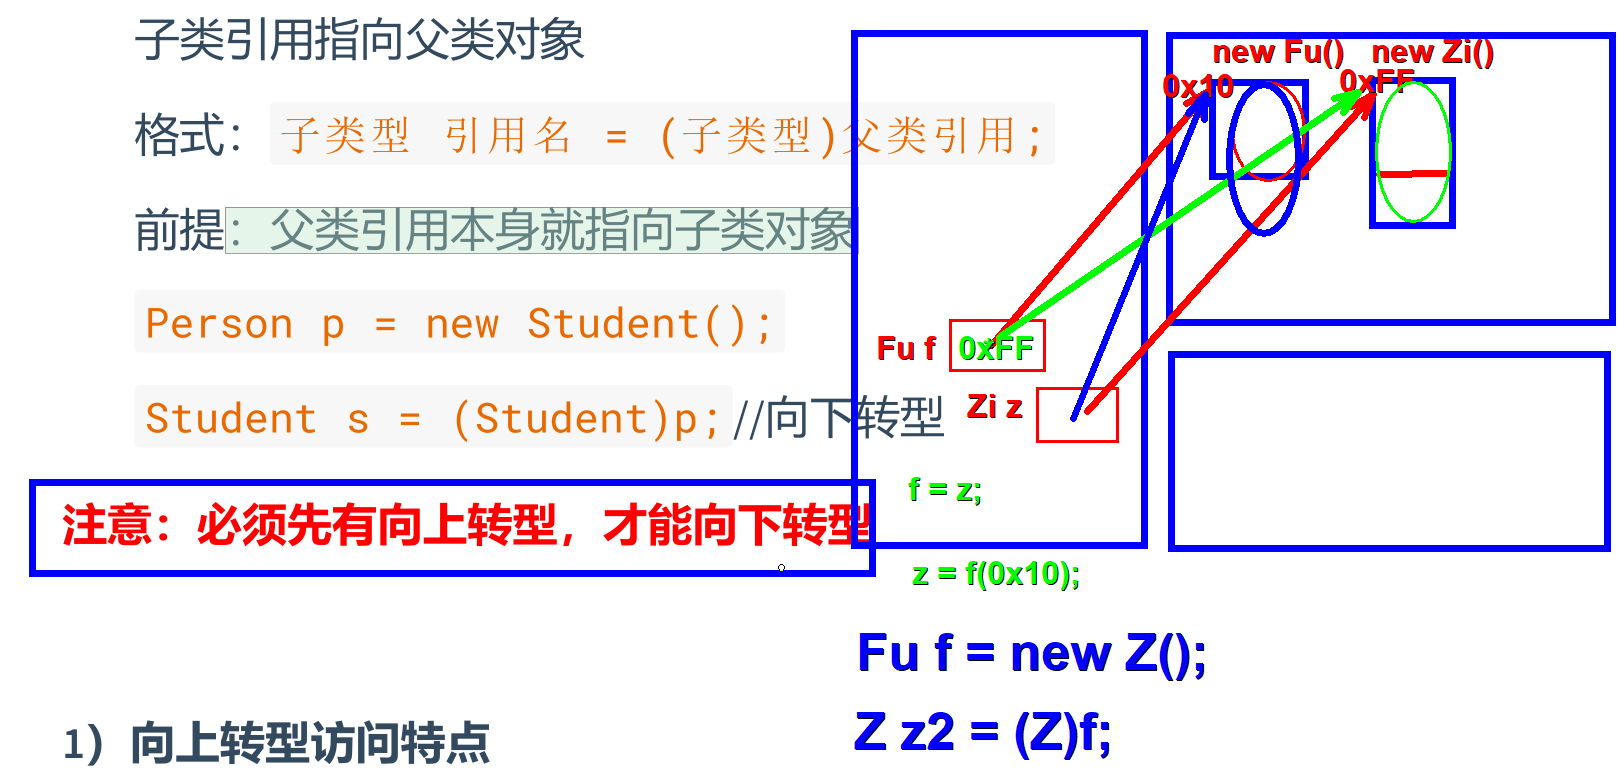 子类引用指向父类对象
格式：子类型 引用名 = (子类型)父类引用;
前提：父类引用本身就指向子类对象
Person p = new Student();
Student s = (Student)p;//向下转型
注意：必须先有向上转型，才能向下转型
1）向上转型访问特点
new Fu() new Zi()
0x10 0xFF
Fu f 0xFF
Zi z
f = z;
z = f(0x10);
Fu f = new Z();
Z z2 = (Z)f;